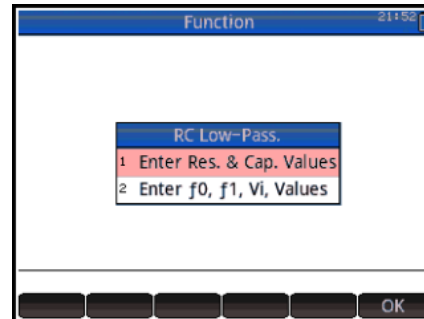 Function 21:52
RC Low-Pass.
1 Enter Res. & Cap. Values
2 Enter ƒ0, ƒ1, Vi, Values
OK